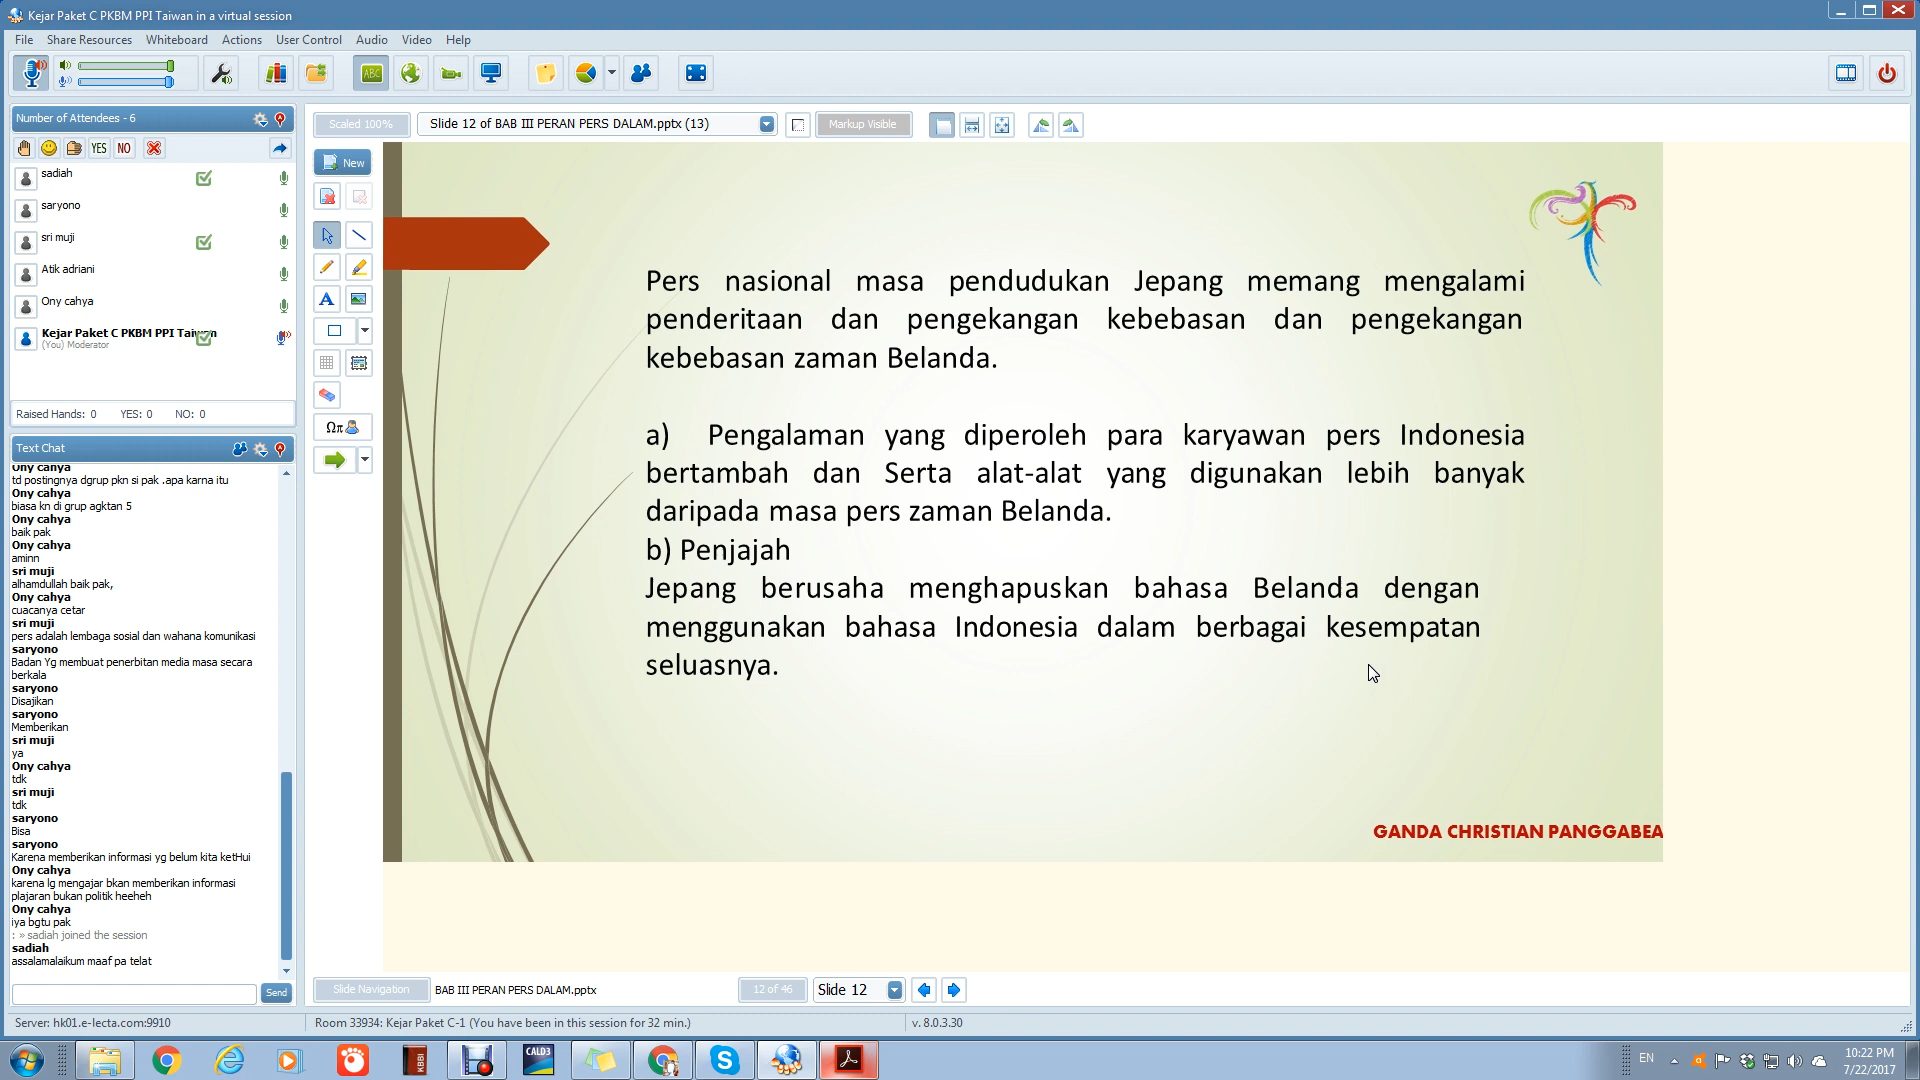 Kejar Paket C PKBM PPI Taiwan in a virtual session
File Share Resources Whiteboard Actions User Control Audio Video Help
ABC
Number of Attendees - 6
YES NO
sadiah
saryono
sri muji
Atik adriani
Ony cahya
Kejar Paket C PKBM PPI Taiwan
(You) Moderator
Raised Hands: 0 YES: 0 NO: 0
Text Chat
Ony cahya
td postingnya dgrup pkn si pak .apa karna itu
Ony cahya
biasa kn di grup agktan 5
Ony cahya
baik pak
Ony cahya
aminn
sri muji
alhamdullah baik pak,
Ony cahya
cuacanya cetar
sri muji
pers adalah lembaga sosial dan wahana komunikasi
saryono
Badan Yg membuat penerbitan media masa secara
berkala
saryono
Disajikan
saryono
Memberikan
sri muji
ya
Ony cahya
tdk
sri muji
tdk
saryono
Bisa
saryono
Karena memberikan informasi yg belum kita ketHui
Ony cahya
karena lg mengajar bkan memberikan informasi
plajaran bukan politik heeheh
Ony cahya
iya bgtu pak
: » sadiah joined the session
sadiah
assalamalaikum maaf pa telat
Send
Scaled 100%
Slide 12 of BAB III PERAN PERS DALAM.pptx (13)
Markup Visible
New
A
Ωπ
Pers nasional masa pendudukan Jepang memang mengalami
penderitaan dan pengekangan kebebasan dan pengekangan
kebebasan zaman Belanda.
a) Pengalaman yang diperoleh para karyawan pers Indonesia
bertambah dan Serta alat-alat yang digunakan lebih banyak
daripada masa pers zaman Belanda.
b) Penjajah
Jepang berusaha menghapuskan bahasa Belanda dengan
menggunakan bahasa Indonesia dalam berbagai kesempatan
seluasnya.
GANDA CHRISTIAN PANGGABEA
Slide Navigation
BAB III PERAN PERS DALAM.pptx
12 of 46
Slide 12
Server: hk01.e-lecta.com:9910
Room 33934: Kejar Paket C-1 (You have been in this session for 32 min.)
v. 8.0.3.30
KBBI
CALD3
EN
10:22 PM
7/22/2017